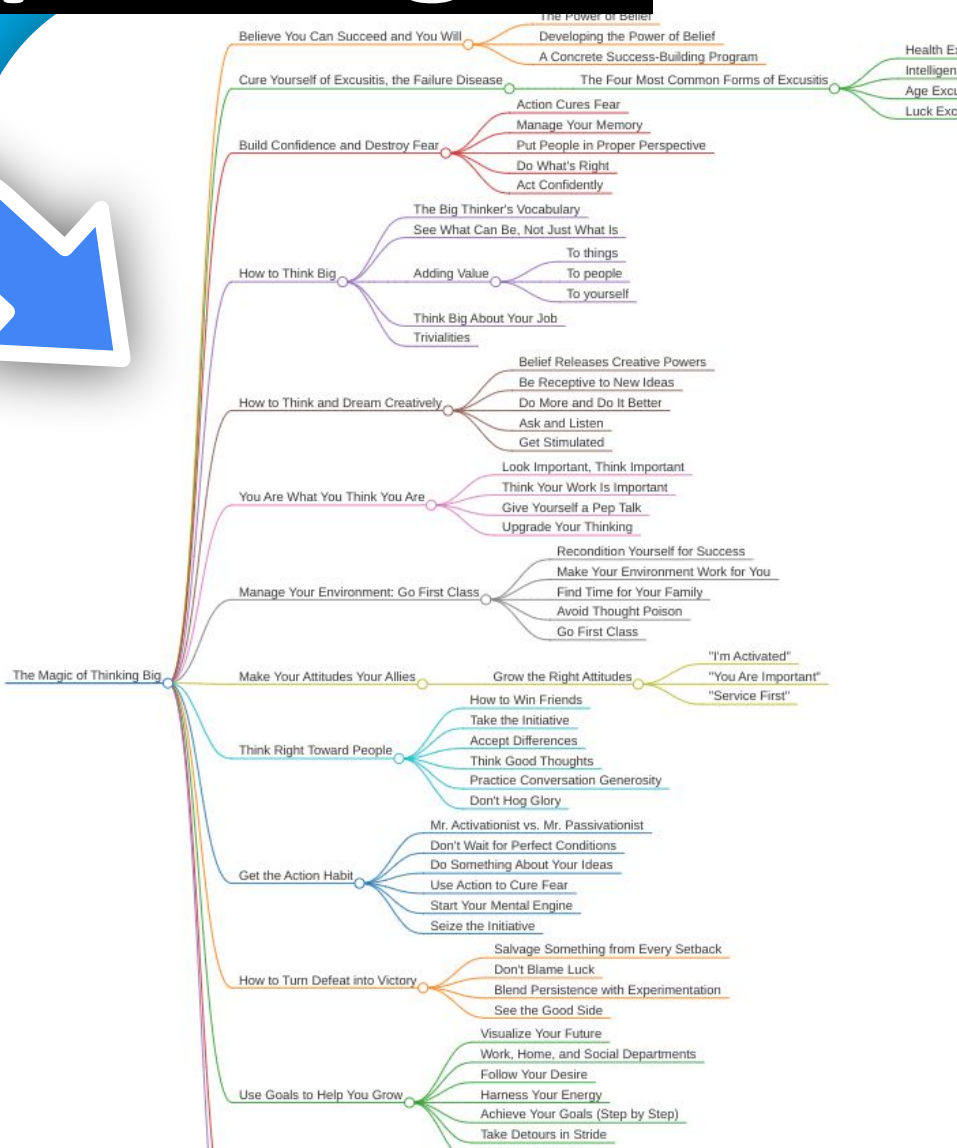 The Power of Belief
Believe You Can Succeed and You Will
Developing the Power of Belief
A Concrete Success-Building Program
Cure Yourself of Excusitis, the Failure Disease
The Four Most Common Forms of Excusitis
Health
Intelligen
Age Excu
Luck Exc
Build Confidence and Destroy Fear
Action Cures Fear
Manage Your Memory
Put People in Proper Perspective
Do What's Right
Act Confidently
How to Think Big
The Big Thinker's Vocabulary
See What Can Be, Not Just What Is
Adding Value
To things
To people
To yourself
Think Big About Your Job
Trivialities
How to Think and Dream Creatively
Belief Releases Creative Powers
Be Receptive to New Ideas
Do More and Do It Better
Ask and Listen
Get Stimulated
You Are What You Think You Are
Look Important, Think Important
Think Your Work Is Important
Give Yourself a Pep Talk
Upgrade Your Thinking
Manage Your Environment: Go First Class
Recondition Yourself for Success
Make Your Environment Work for You
Find Time for Your Family
Avoid Thought Poison
Go First Class
The Magic of Thinking Big
Make Your Attitudes Your Allies
Grow the Right Attitudes
"I'm Activated"
"You Are Important"
"Service First"
Think Right Toward People
How to Win Friends
Take the Initiative
Accept Differences
Think Good Thoughts
Practice Conversation Generosity
Don't Hog Glory
Get the Action Habit
Mr. Activationist vs. Mr. Passivationist
Don't Wait for Perfect Conditions
Do Something About Your Ideas
Use Action to Cure Fear
Start Your Mental Engine
Seize the Initiative
How to Turn Defeat into Victory
Salvage Something from Every Setback
Don't Blame Luck
Blend Persistence with Experimentation
See the Good Side
Use Goals to Help You Grow
Visualize Your Future
Work, Home, and Social Departments
Follow Your Desire
Harness Your Energy
Achieve Your Goals (Step by Step)
Take Detours in Stride